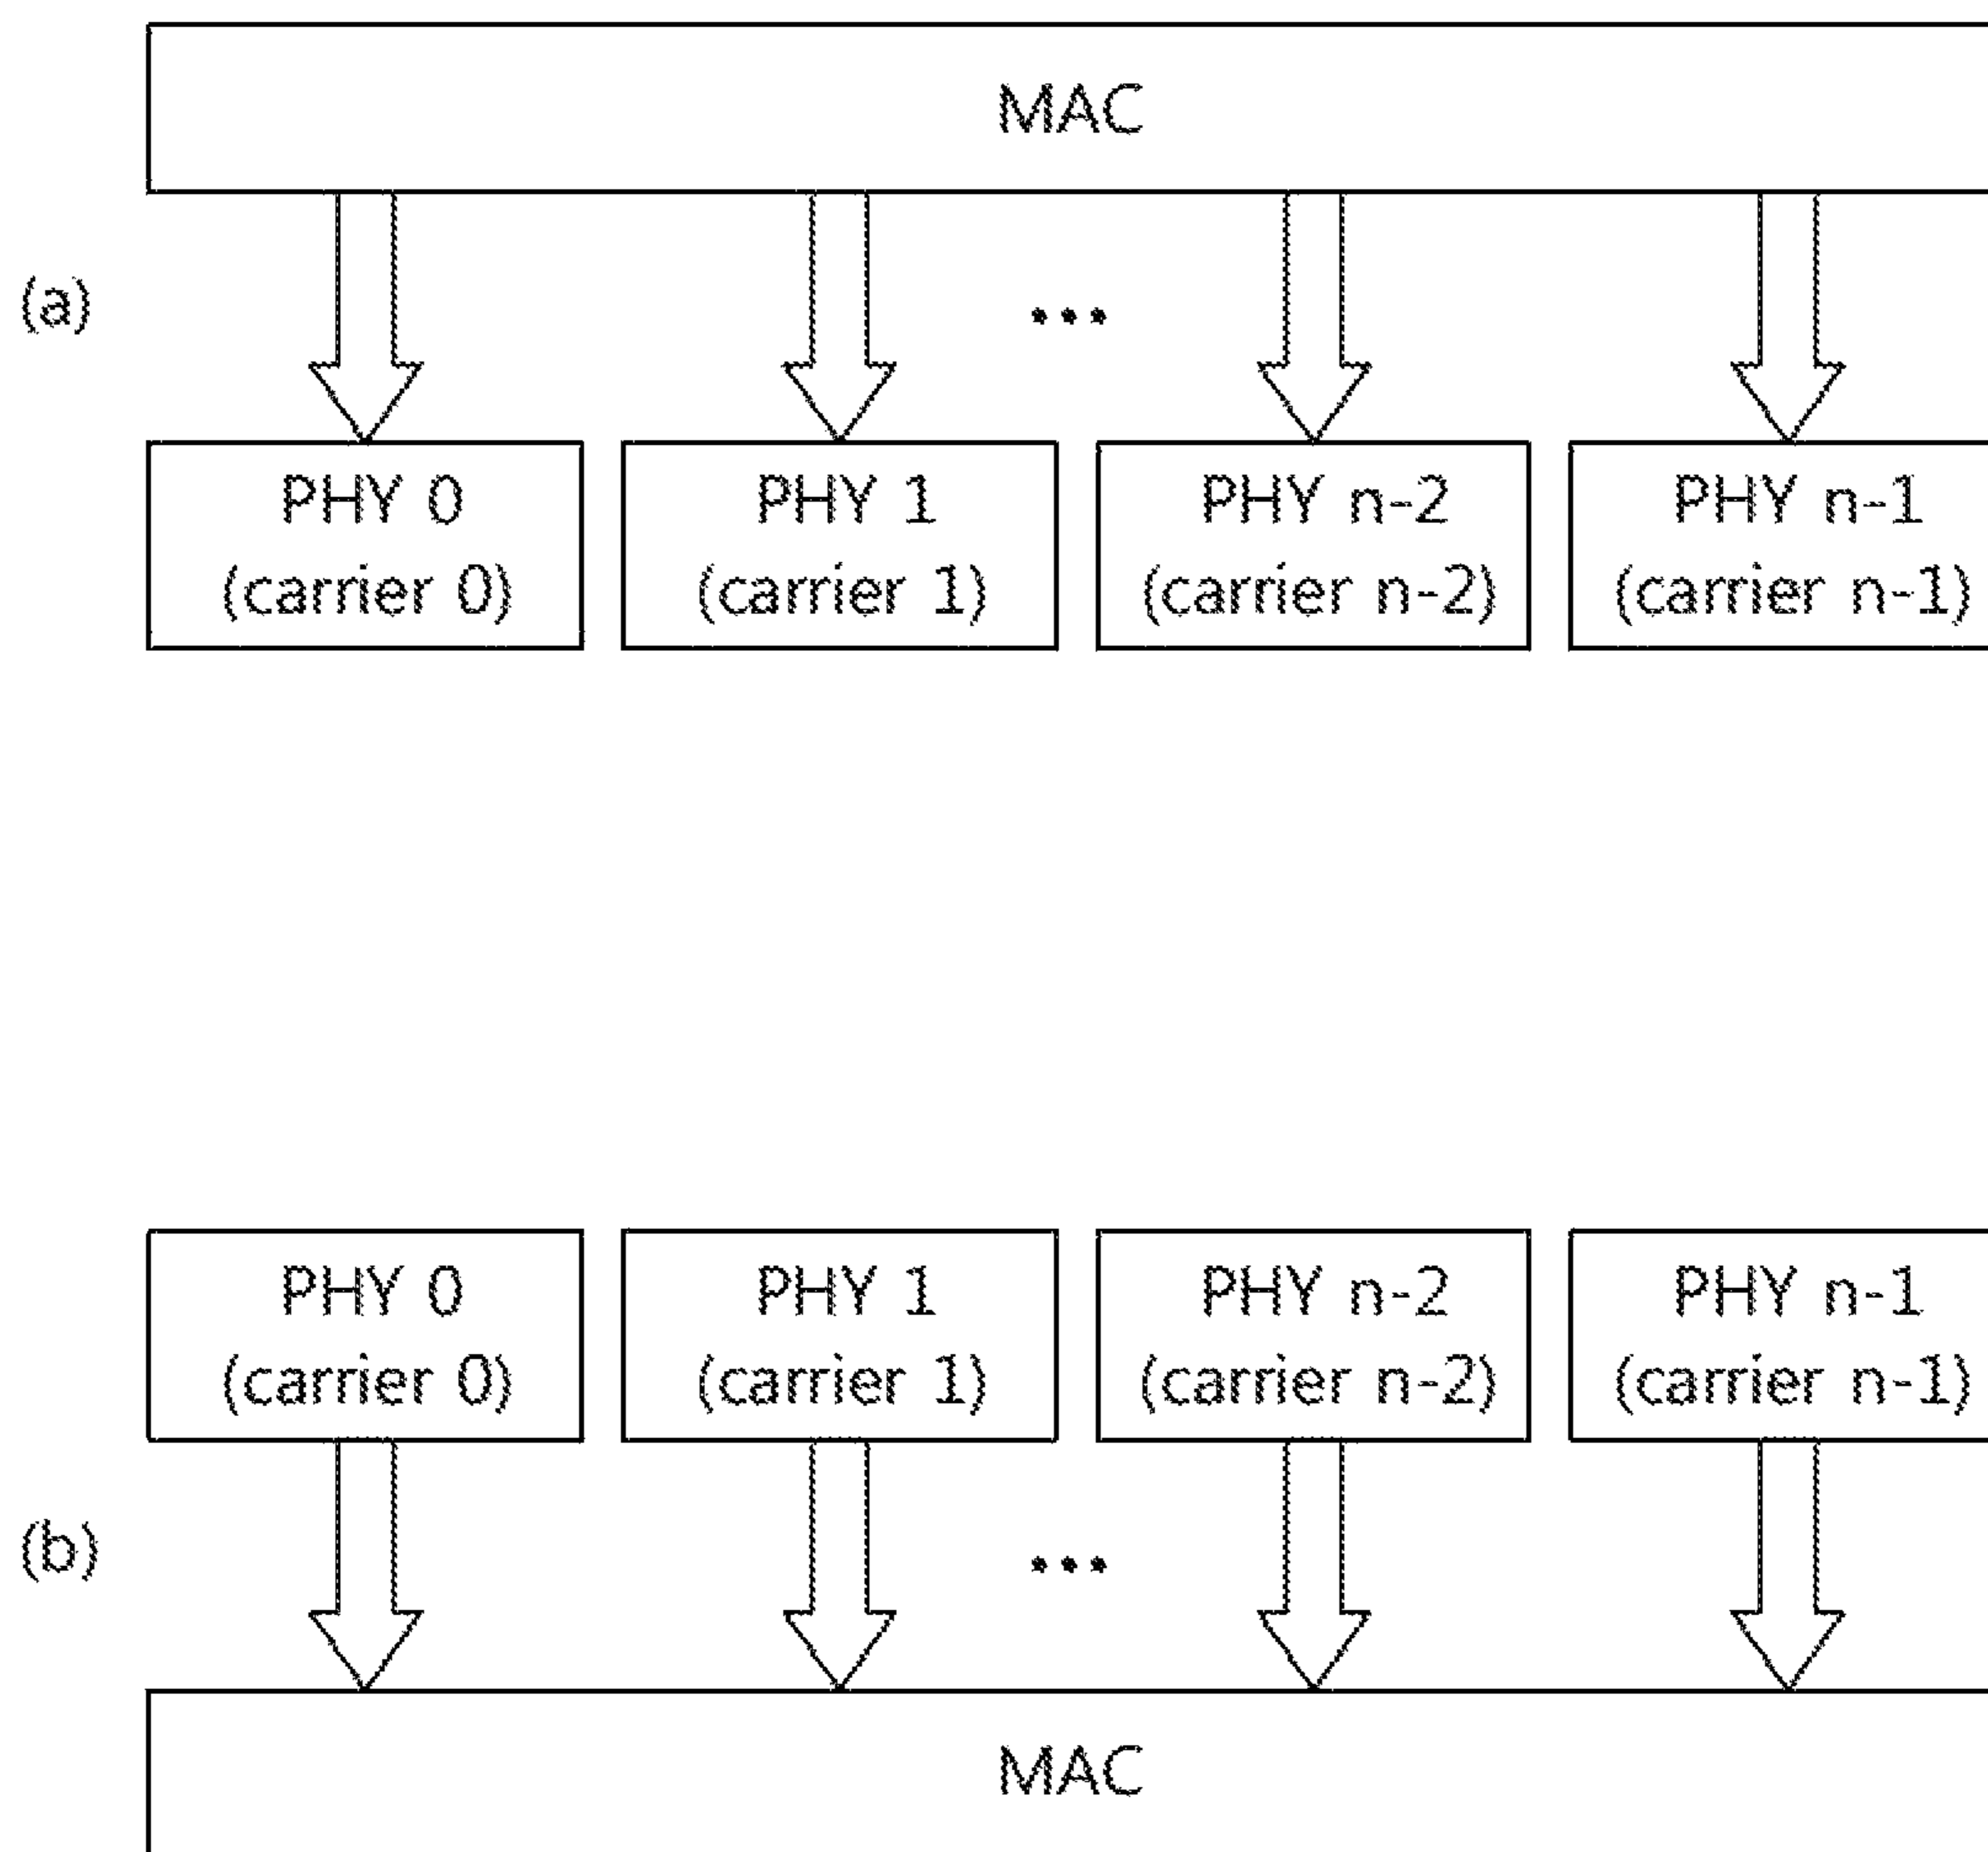 MAC
(a)
...
PHY 0
(carrier 0)
PHY 1
(carrier 1)
PHY n-2
(carrier n-2)
PHY n-1
(carrier n-1)
PHY 0
(carrier 0)
PHY 1
(carrier 1)
PHY n-2
(carrier n-2)
PHY n-1
(carrier n-1)
(b)
...
MAC